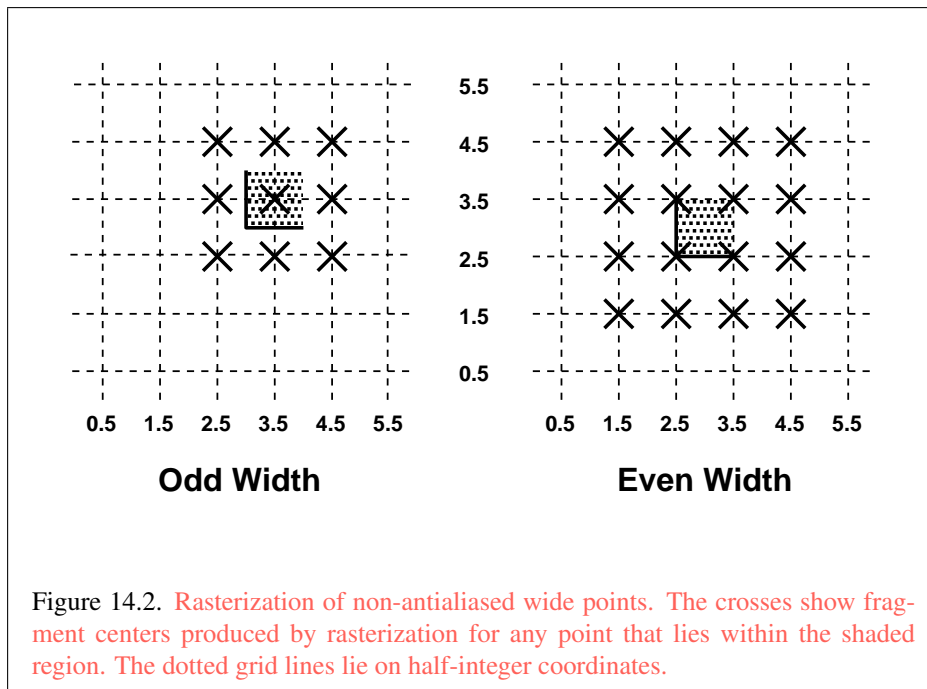 5.5
4.5
3.5
2.5
1.5
0.5
0.5 1.5 2.5 3.5 4.5 5.5
0.5 1.5 2.5 3.5 4.5 5.5
Odd Width
Even Width
Figure 14.2. Rasterization of non-antialiased wide points. The crosses show frag-
ment centers produced by rasterization for any point that lies within the shaded
region. The dotted grid lines lie on half-integer coordinates.